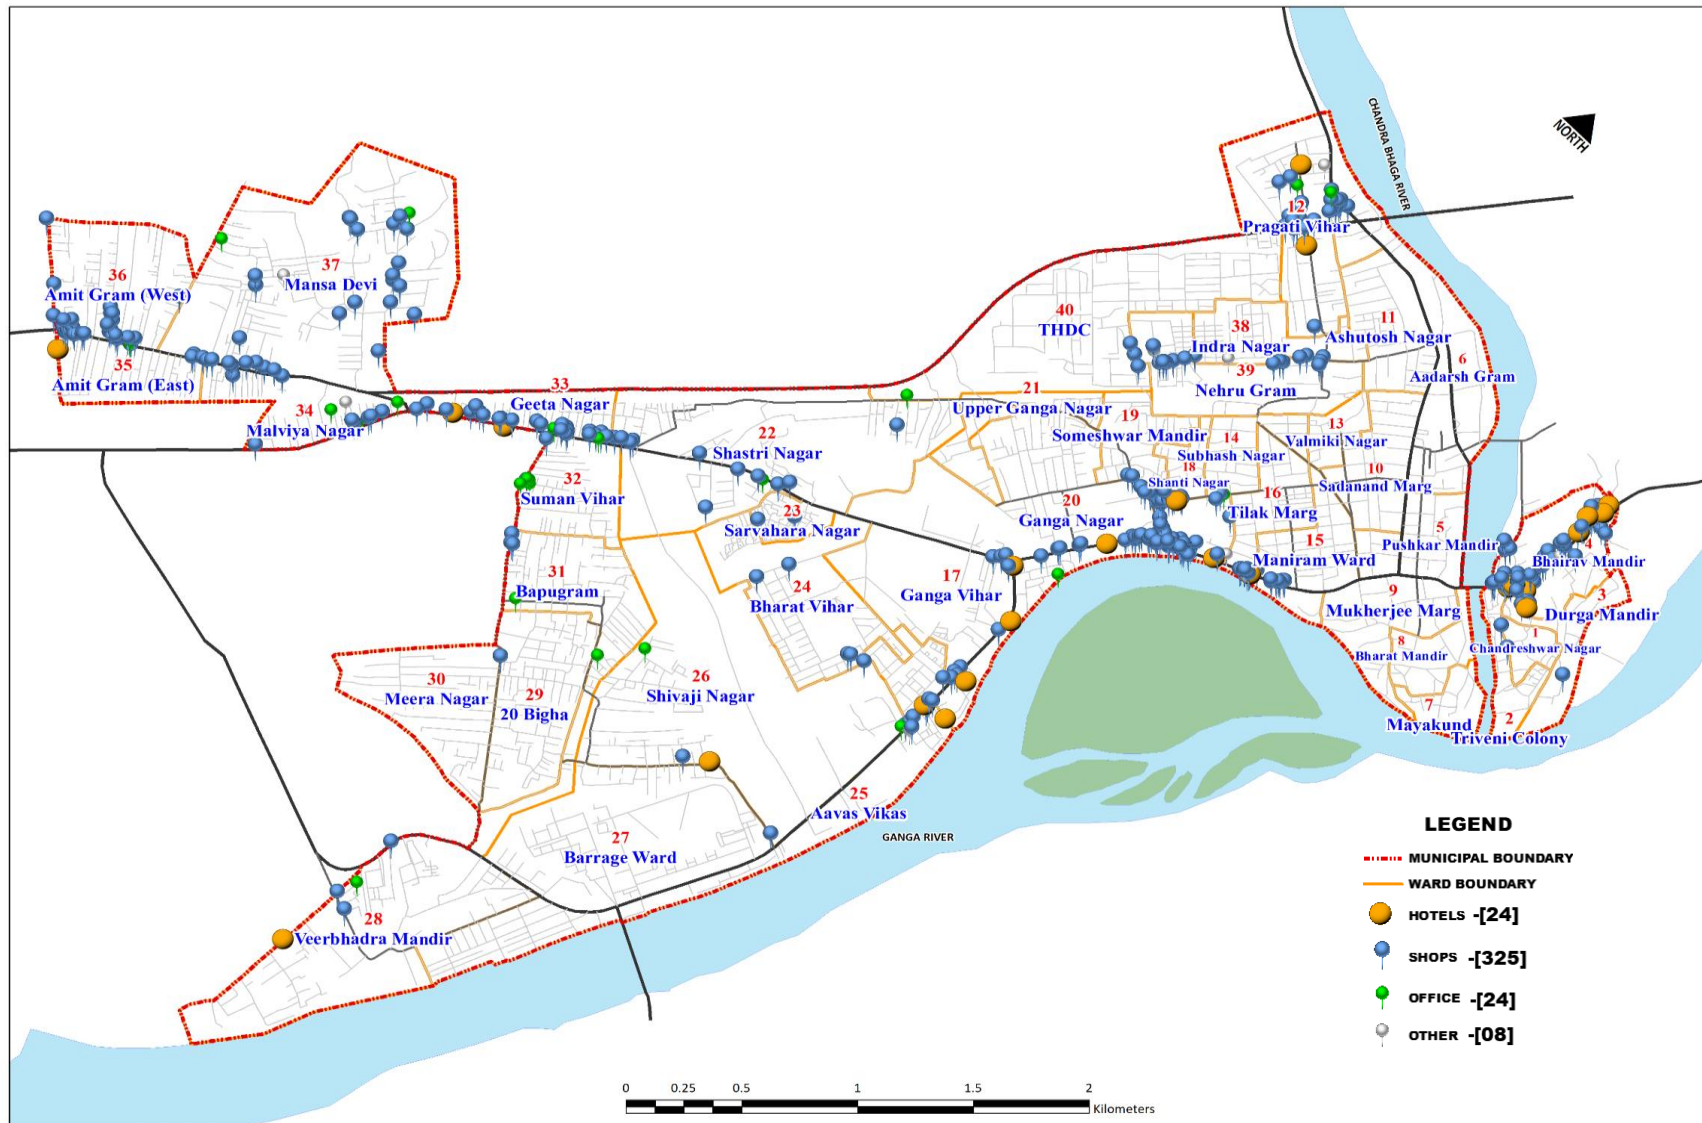 CHANDRA BHAGA RIVER
NORTH
12
Pragati Vihar
36
Amit Gram (West)
37
Mansa Devi
40
THDC
38
Indra Nagar
11
Ashutosh Nagar
6
Aadarsh Gram
35
Amit Gram (East)
39
Nehru Gram
33
Geeta Nagar
21
Upper Ganga Nagar
34
Malviya Nagar
22
Shastri Nagar
19
Someshwar Mandir
14
Subhash Nagar
13
Valmiki Nagar
18
Shanti Nagar
10
Sadanand Marg
32
Suman Vihar
23
Sarvahara Nagar
20
Ganga Nagar
16
Tilak Marg
15
Maniram Ward
5
Pushkar Mandir
4
Bhairav Mandir
31
Bapugram
24
Bharat Vihar
17
Ganga Vihar
9
Mukherjee Marg
3
Durga Mandir
8
Bharat Mandir
1
Chandreshwar Nagar
30
Meera Nagar
29
20 Bigha
26
Shivaji Nagar
7
Mayakund
2
Triveni Colony
25
Aavas Vikas
GANGA RIVER
27
Barrage Ward
28
Veerbhadra Mandir
LEGEND
MUNICIPAL BOUNDARY
WARD BOUNDARY
HOTELS -[24]
SHOPS -[325]
OFFICE -[24]
OTHER -[08]
0 0.25 0.5 1 1.5 2
Kilometers